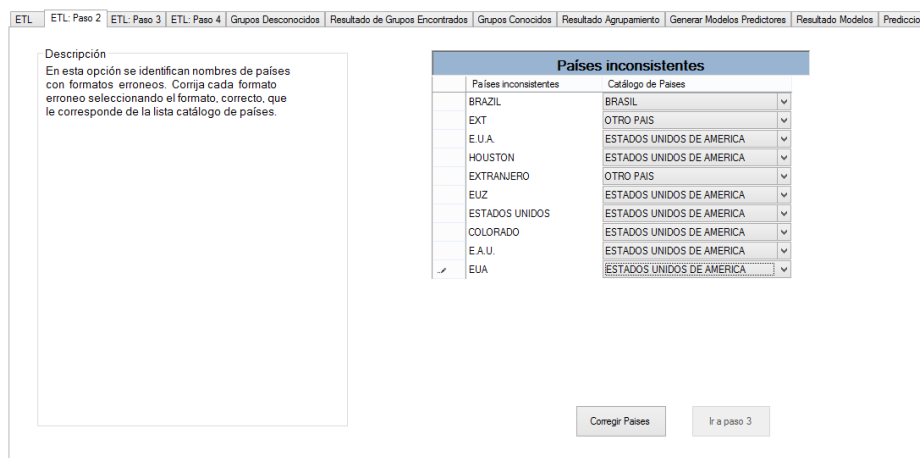 ETL ETL: Paso 2 ETL: Paso 3 ETL: Paso 4 Grupos Desconocidos Resultado de Grupos Encontrados Grupos Conocidos Resultado Agrupamiento Generar Modelos Predictores Resultado Modelos Prediccio
Descripción
En esta opción se identifican nombres de países
con formatos erroneos. Corrija cada formato
erroneo seleccionando el formato, correcto, que
le corresponde de la lista catálogo de países.
Países inconsistentes
Países inconsistentes Catálogo de Paises
BRAZIL BRASIL
EXT OTRO PAIS
E.U.A. ESTADOS UNIDOS DE AMERICA
HOUSTON ESTADOS UNIDOS DE AMERICA
EXTRANJERO OTRO PAIS
EUZ ESTADOS UNIDOS DE AMERICA
ESTADOS UNIDOS ESTADOS UNIDOS DE AMERICA
COLORADO ESTADOS UNIDOS DE AMERICA
E.A.U. ESTADOS UNIDOS DE AMERICA
EUA ESTADOS UNIDOS DE AMERICA
Corregir Paises Ir a paso 3